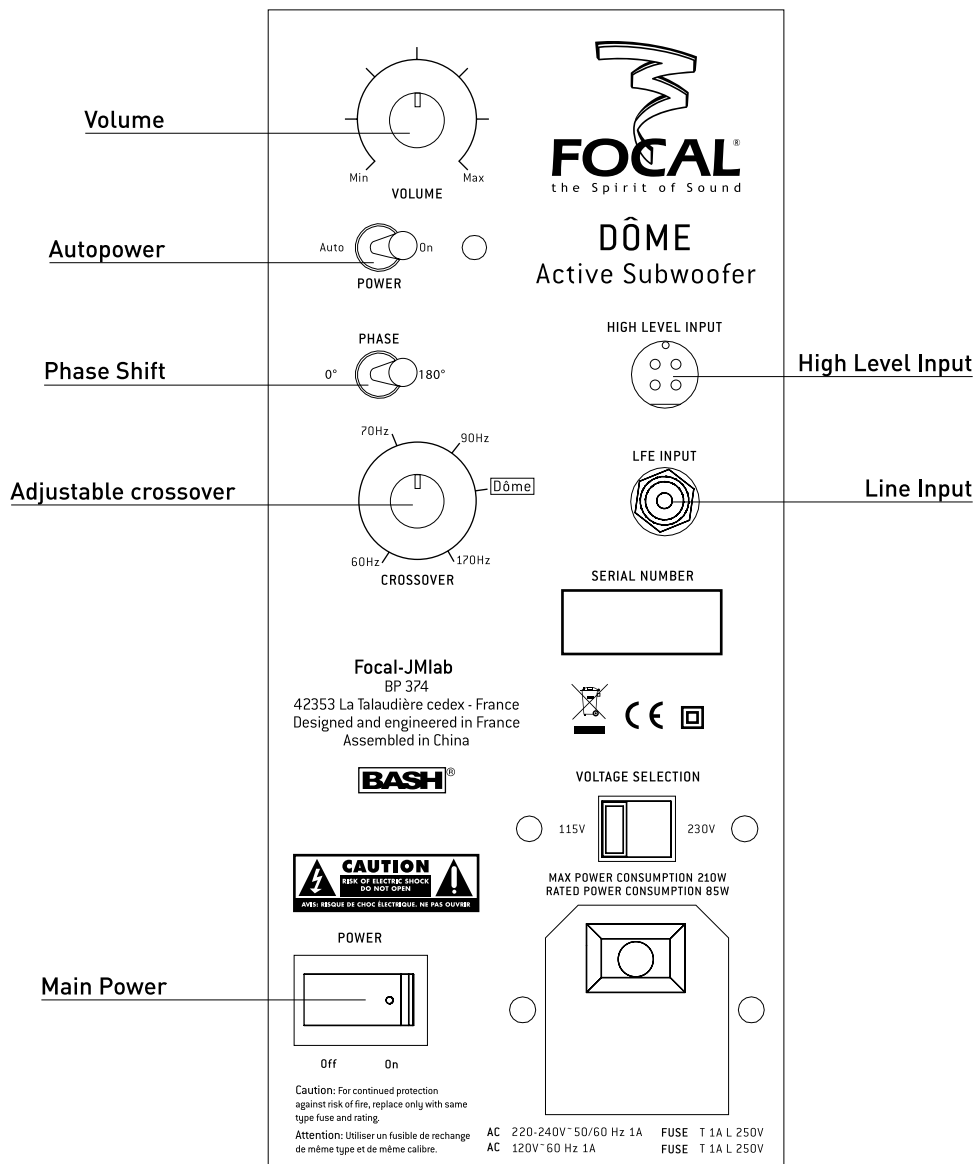 Volume
Min
Max
VOLUME
FOCAL®
the Spirit of Sound
Autopower
Auto
On
POWER
DÔME
Active Subwoofer
PHASE
Phase Shift
0°
180°
HIGH LEVEL INPUT
High Level Input
70Hz
90Hz
Dôme
Adjustable crossover
60Hz
170Hz
CROSSOVER
LFE INPUT
Line Input
SERIAL NUMBER
Focal-JMlab
BP 374
42353 La Talaudière cedex - France
Designed and engineered in France
Assembled in China
CE
BASH®
VOLTAGE SELECTION
115V
230V
MAX POWER CONSUMPTION 210W
RATED POWER CONSUMPTION 85W
CAUTION
RISK OF ELECTRIC SHOCK
DO NOT OPEN
AVIS: RISQUE DE CHOC ÉLECTRIQUE. NE PAS OUVRIR
POWER
Main Power
Off
On
Caution: For continued protection
against risk of fire, replace only with same
type fuse and rating.
Attention: Utiliser un fusible de rechange
de même type et de même calibre.
AC 220-240V~50/60 Hz 1A FUSE T 1A L 250V
AC 120V~60 Hz 1A FUSE T 1A L 250V